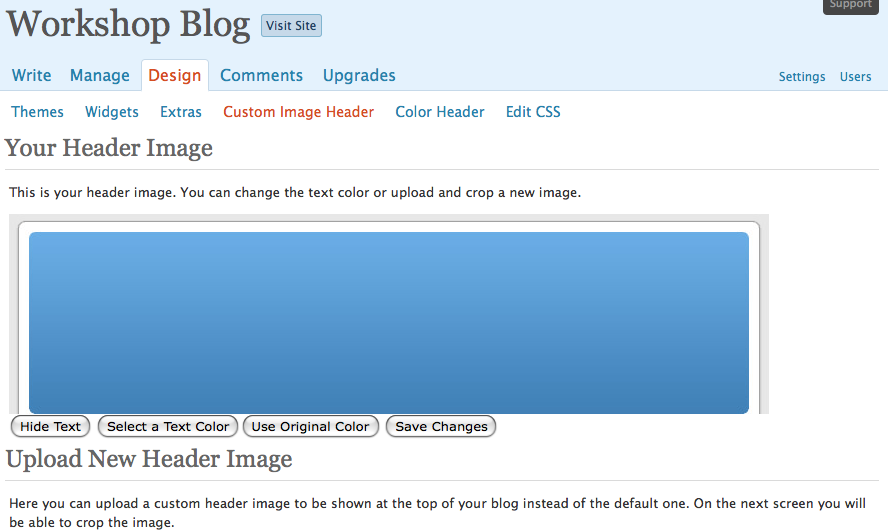 Support
Workshop Blog Visit Site
Write Manage Design Comments Upgrades Settings Users
Themes Widgets Extras Custom Image Header Color Header Edit CSS
Your Header Image
This is your header image. You can change the text color or upload and crop a new image.
Hide Text Select a Text Color Use Original Color Save Changes
Upload New Header Image
Here you can upload a custom header image to be shown at the top of your blog instead of the default one. On the next screen you will
be able to crop the image.